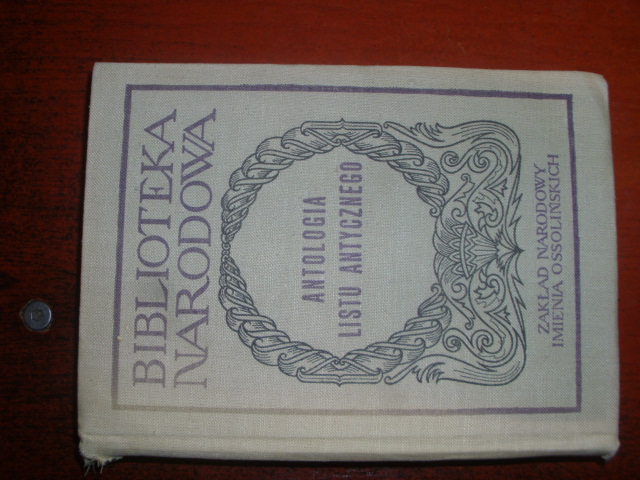 BIBLIOTEKA
NARODOWA
ANTOLOGIA
LISTU ANTYCZNEGO
ZAKŁAD NARODOWY
IMIENIA OSSOLIŃSKICH